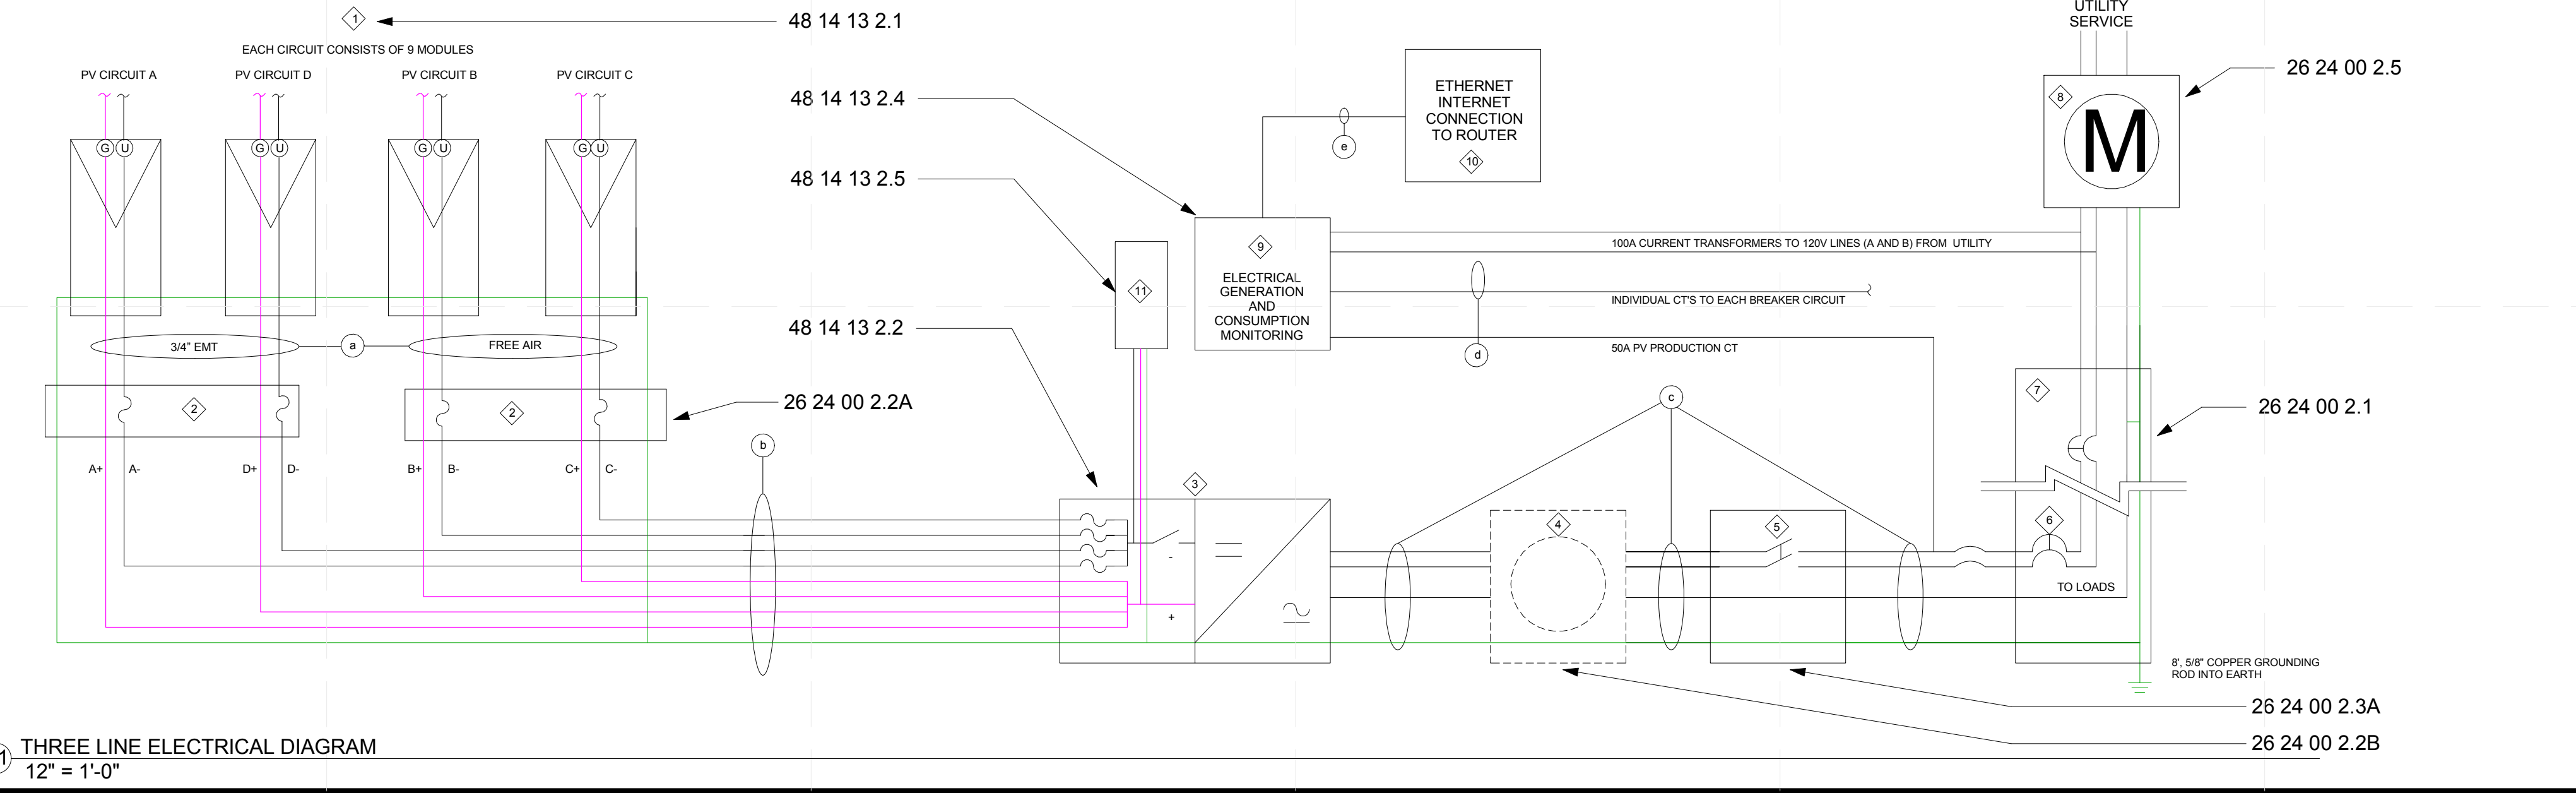 1
48 14 13 2.1
EACH CIRCUIT CONSISTS OF 9 MODULES
PV CIRCUIT A
PV CIRCUIT D
PV CIRCUIT B
PV CIRCUIT C
G U
G U
G U
G U
3/4" EMT
a
FREE AIR
2
2
26 24 00 2.2A
A+ A-
D+ D-
B+ B-
C+ C-
b
48 14 13 2.4
48 14 13 2.5
48 14 13 2.2
11
9
ELECTRICAL
GENERATION
AND
CONSUMPTION
MONITORING
e
ETHERNET
INTERNET
CONNECTION
TO ROUTER
10
100A CURRENT TRANSFORMERS TO 120V LINES (A AND B) FROM UTILITY
INDIVIDUAL CT'S TO EACH BREAKER CIRCUIT
50A PV PRODUCTION CT
d
c
3
-
+
4
5
UTILITY
SERVICE
8
M
26 24 00 2.5
7
26 24 00 2.1
6
TO LOADS
8', 5/8" COPPER GROUNDING
ROD INTO EARTH
26 24 00 2.3A
26 24 00 2.2B
1
THREE LINE ELECTRICAL DIAGRAM
12" = 1'-0"